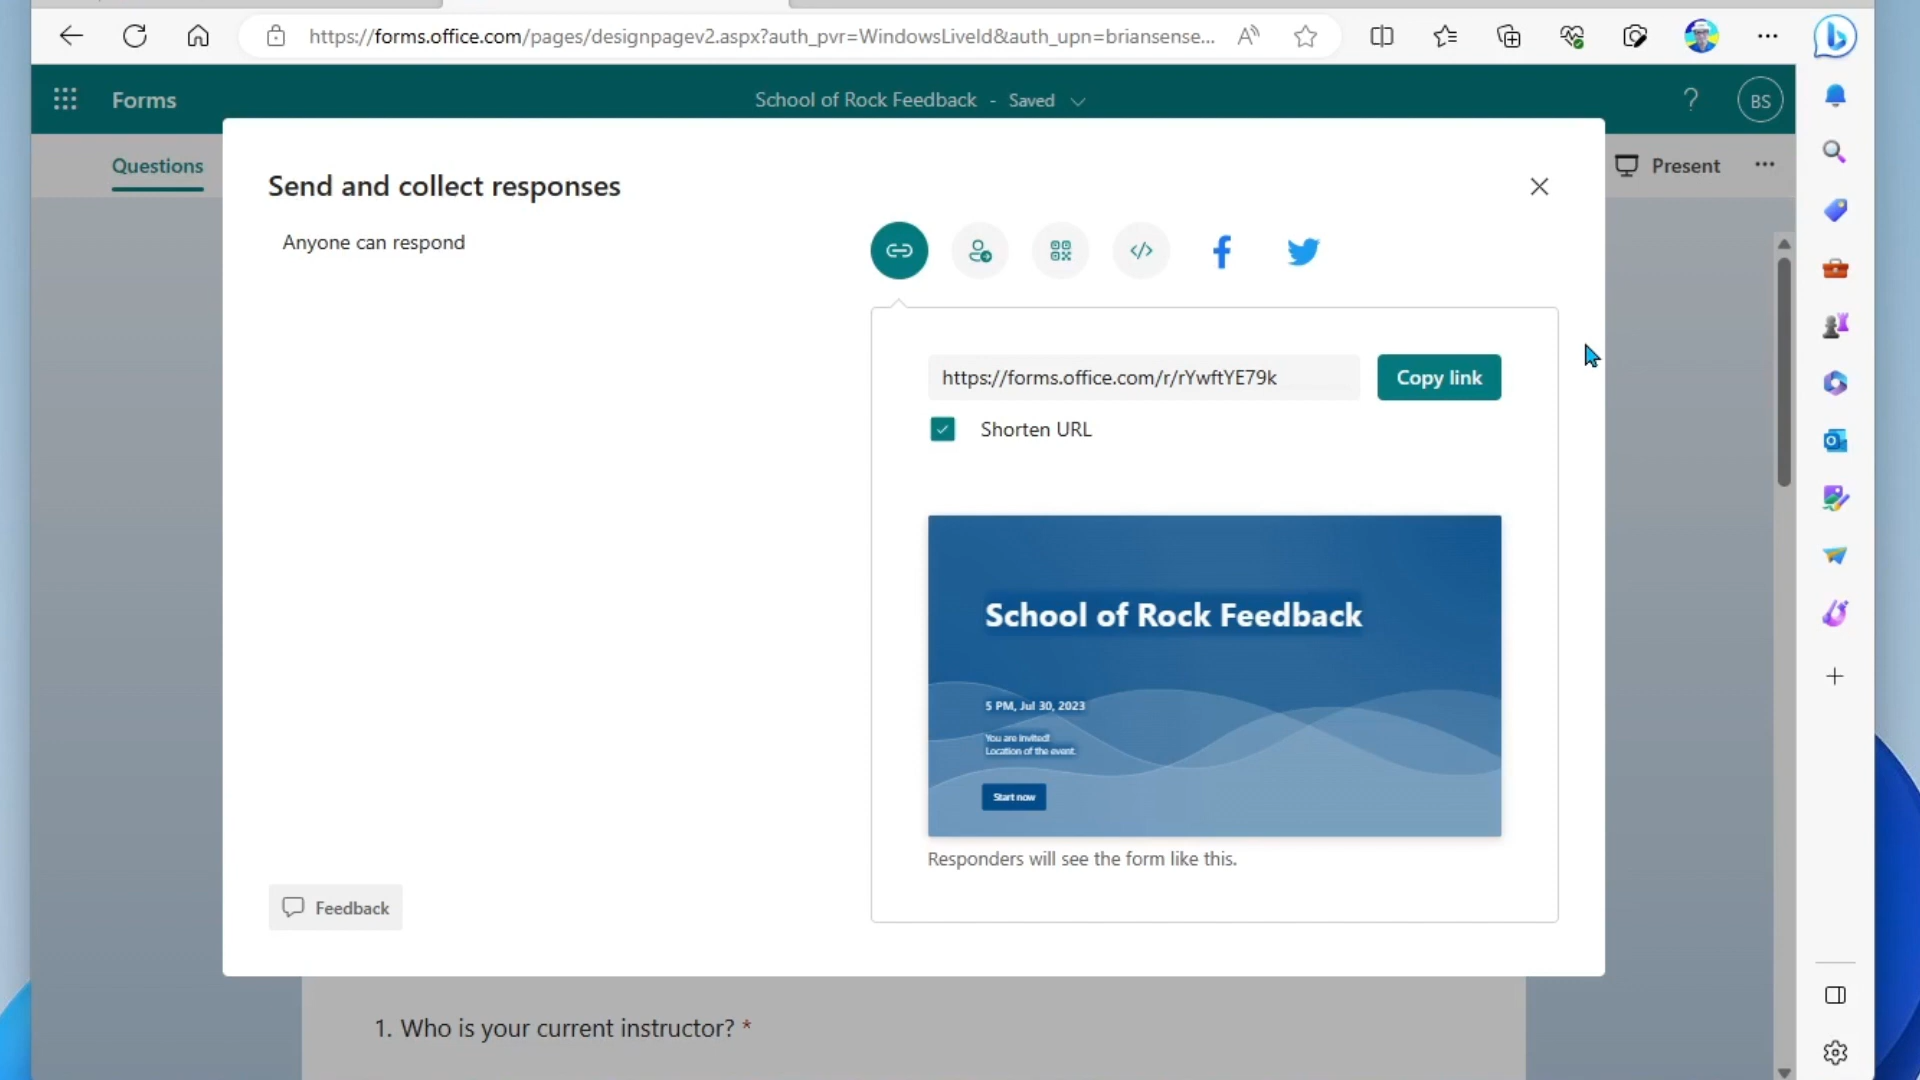 https://forms.office.com/pages/designpagev2.aspx?auth_pvr=WindowsLiveId&auth_upn=briansense...
Forms
School of Rock Feedback - Saved
?
BS
Questions
Present
Send and collect responses
Anyone can respond
https://forms.office.com/r/rYwftYE79k
Copy link
Shorten URL
School of Rock Feedback
5 PM, Jul 30, 2023
You are invited!
Location of the event.
Start now
Responders will see the form like this.
Feedback
1. Who is your current instructor? *